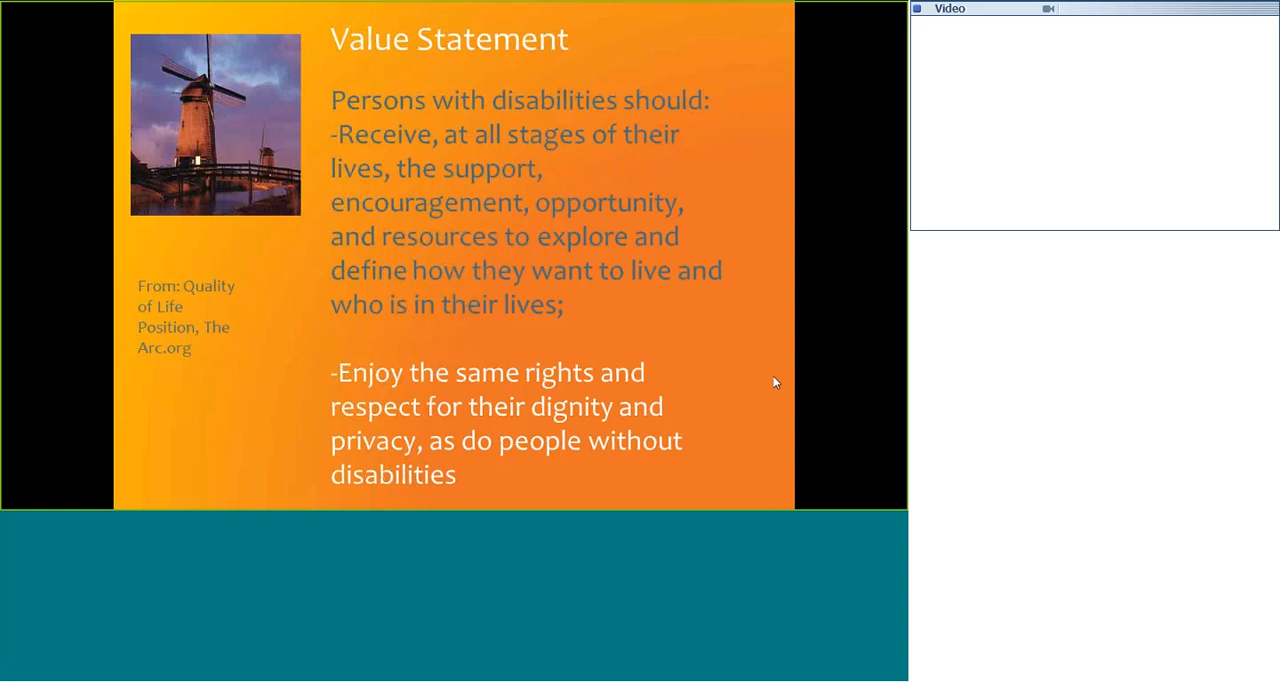 Video
Value Statement
Persons with disabilities should:
-Receive, at all stages of their
lives, the support,
encouragement, opportunity,
and resources to explore and
define how they want to live and
who is in their lives;
-Enjoy the same rights and
respect for their dignity and
privacy, as do people without
disabilities
From: Quality
of Life
Position, The
Arc.org